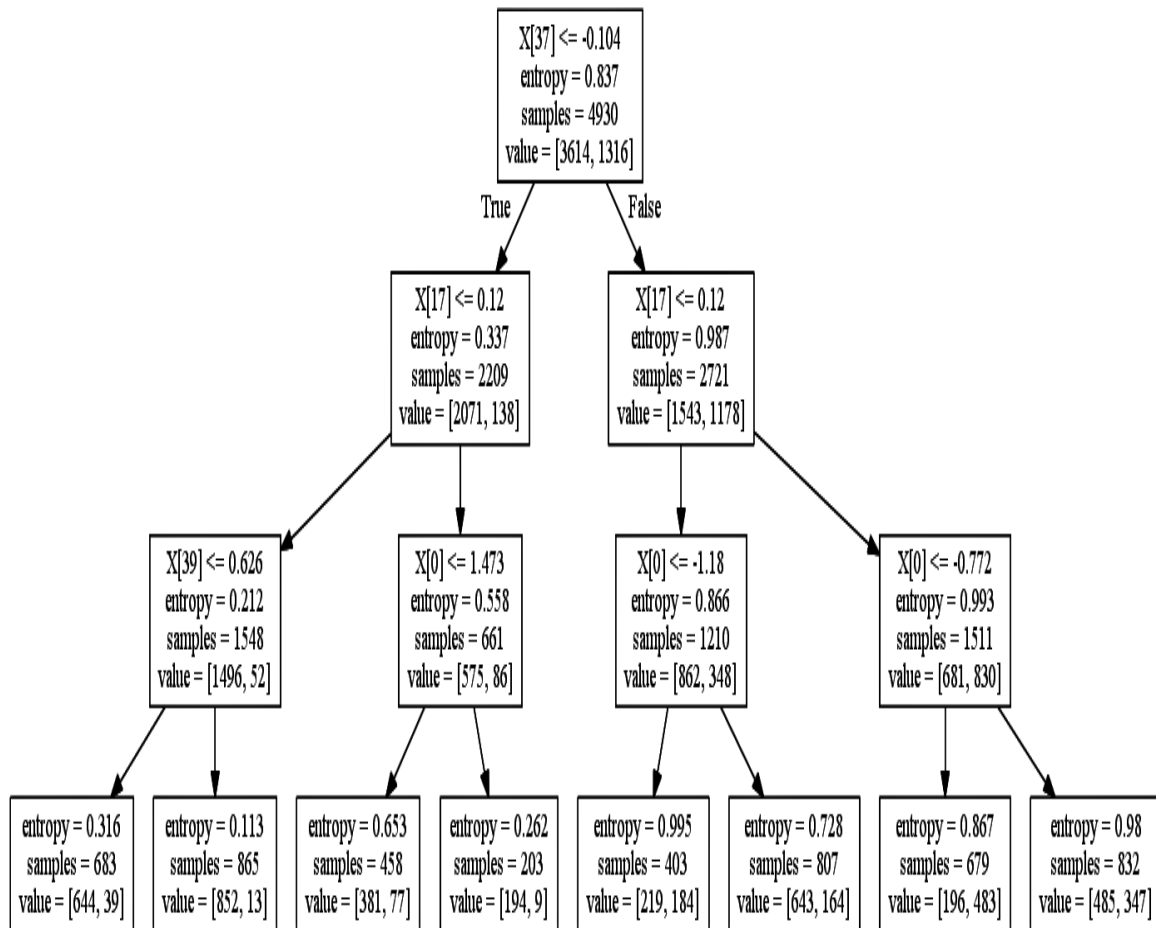 X[37] <= -0.104
entropy = 0.837
samples = 4930
value = [3614, 1316]
True
False
X[17] <= 0.12
entropy = 0.337
samples = 2209
value = [2071, 138]
X[17] <= 0.12
entropy = 0.987
samples = 2721
value = [1543, 1178]
X[39] <= 0.626
entropy = 0.212
samples = 1548
value = [1496, 52]
X[0] <= 1.473
entropy = 0.558
samples = 661
value = [575, 86]
X[0] <= -1.18
entropy = 0.866
samples = 1210
value = [862, 348]
X[0] <= -0.772
entropy = 0.993
samples = 1511
value = [681, 830]
entropy = 0.316
samples = 683
value = [644, 39]
entropy = 0.113
samples = 865
value = [852, 13]
entropy = 0.653
samples = 458
value = [381, 77]
entropy = 0.262
samples = 203
value = [194, 9]
entropy = 0.995
samples = 403
value = [219, 184]
entropy = 0.728
samples = 807
value = [643, 164]
entropy = 0.867
samples = 679
value = [196, 483]
entropy = 0.98
samples = 832
value = [485, 347]